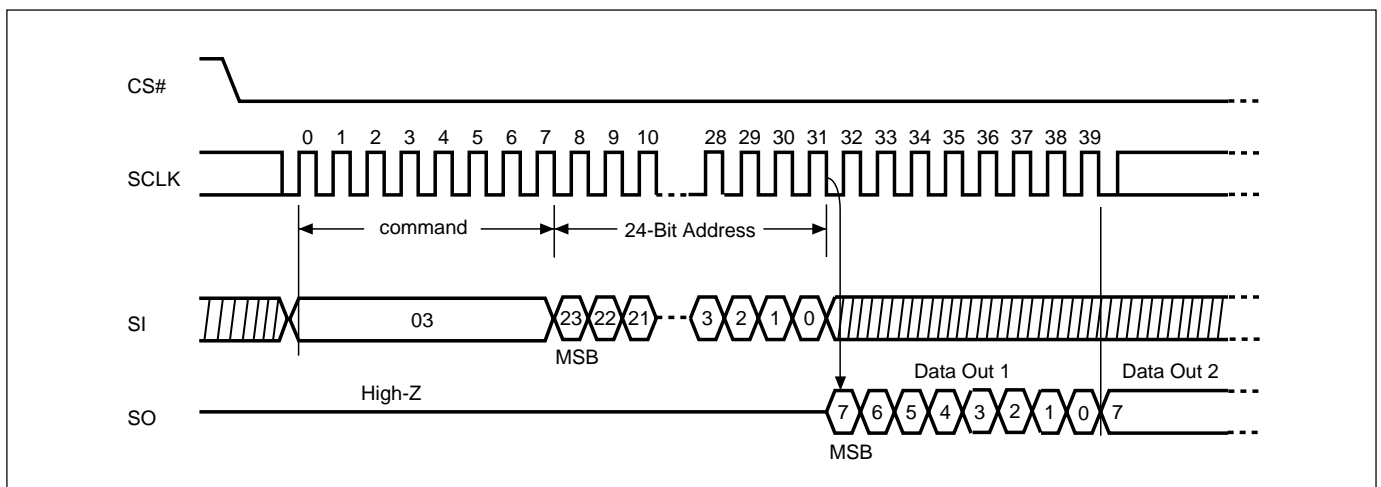 CS#
0 1 2 3 4 5 6 7 8 9 10 28 29 30 31 32 33 34 35 36 37 38 39
SCLK
command 24-Bit Address
SI 03 23 22 21 3 2 1 0
MSB
Data Out 1 Data Out 2
High-Z
SO 7 6 5 4 3 2 1 0 7
MSB